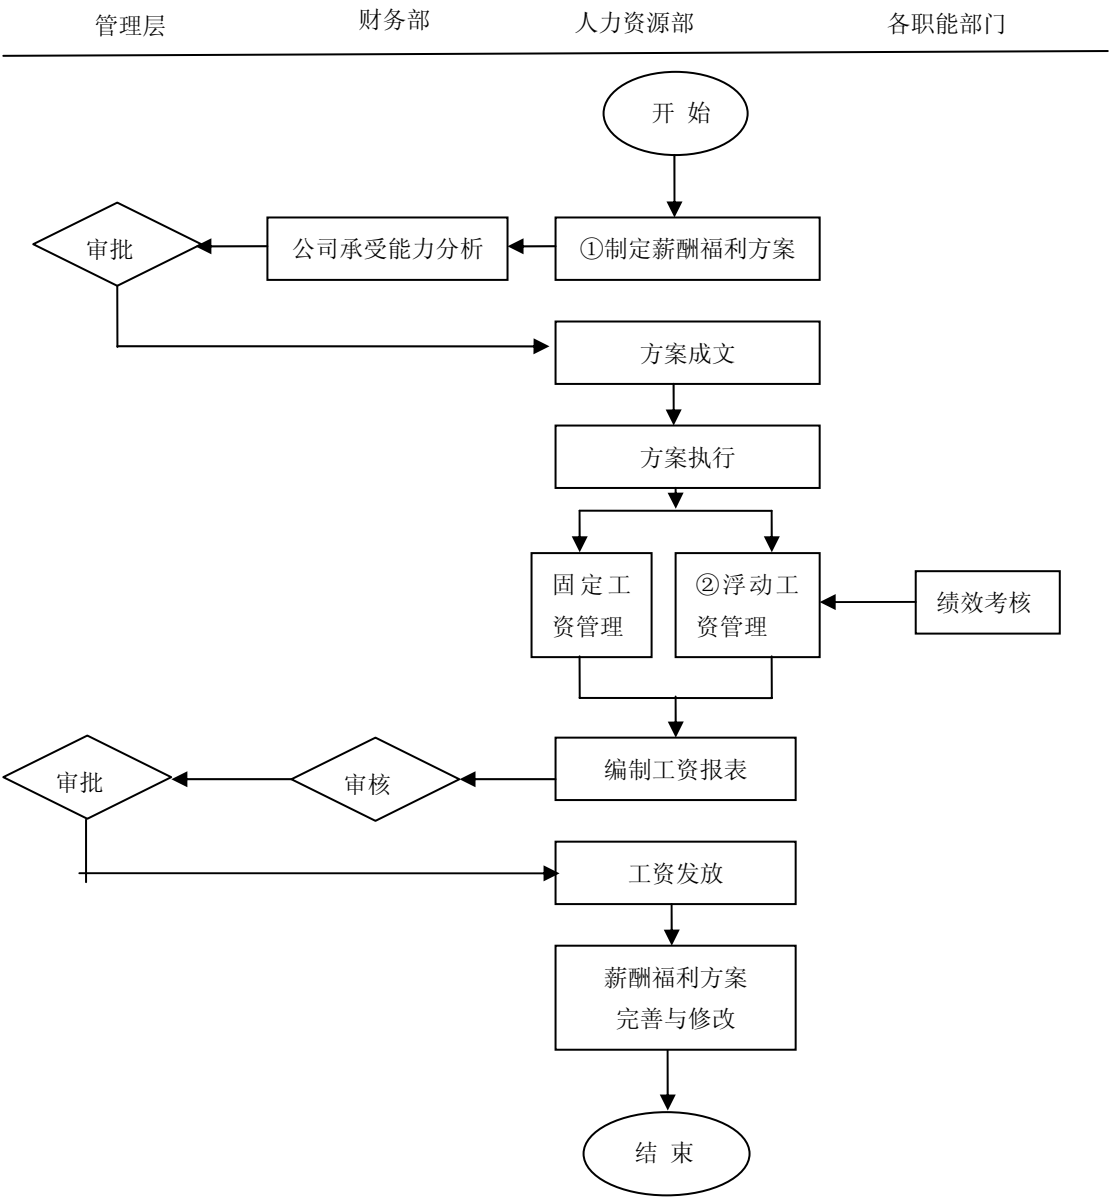 管理层
财务部
人力资源部
各职能部门
开 始
审批
公司承受能力分析
①制定薪酬福利方案
方案成文
方案执行
固定工
资管理
②浮动工
资管理
绩效考核
审批
审核
编制工资报表
工资发放
薪酬福利方案
完善与修改
结 束